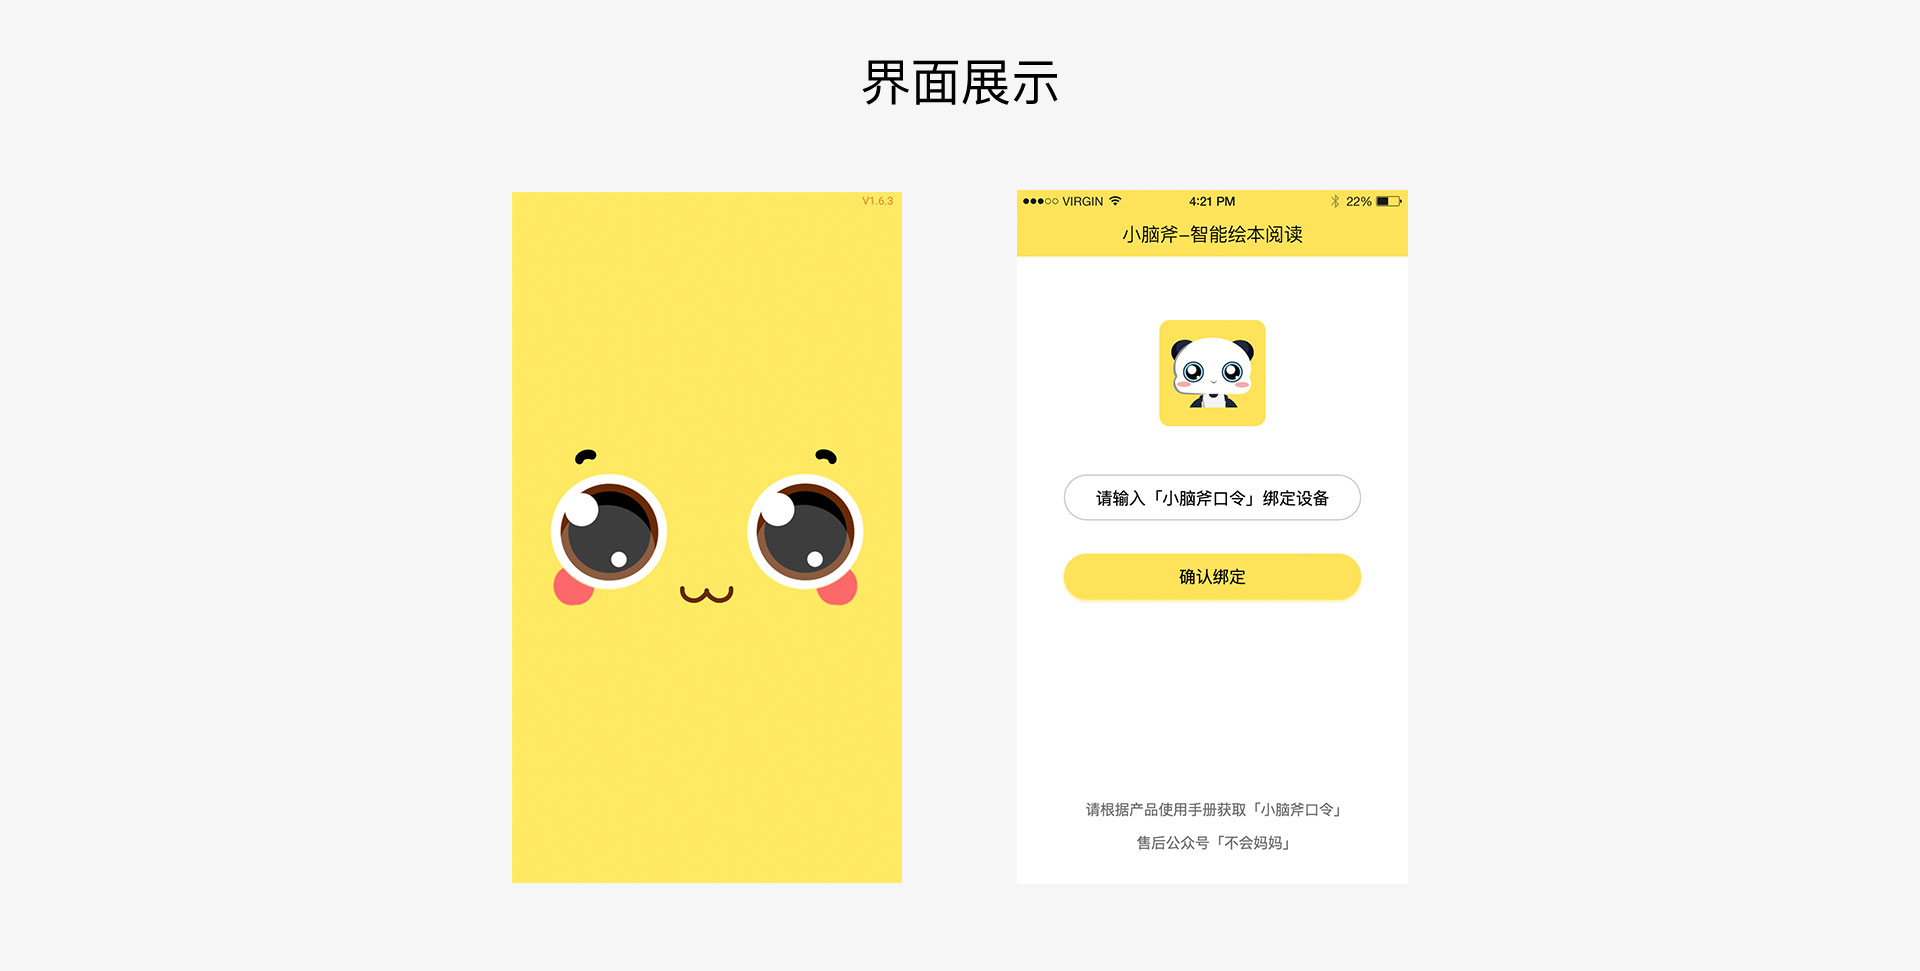 界面展示
V1.6.3
VIRGIN 4:21 PM 22%
小脑斧-智能绘本阅读
请输入「小脑斧口令」绑定设备
确认绑定
请根据产品使用手册获取「小脑斧口令」
售后公众号「不会妈妈」